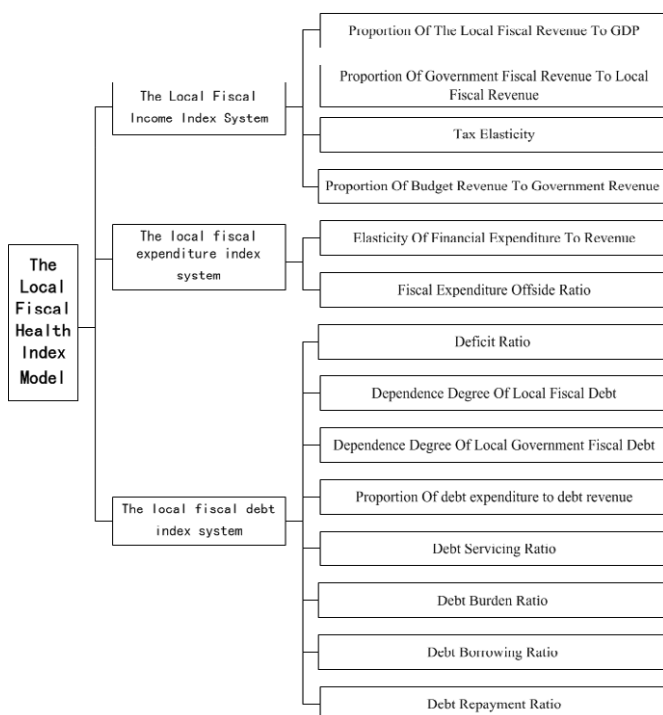 The
Local
Fiscal
Health
Index
Model
The Local Fiscal
Income Index System
Proportion Of The Local Fiscal Revenue To GDP
Proportion Of Government Fiscal Revenue To Local
Fiscal Revenue
Tax Elasticity
Proportion Of Budget Revenue To Government Revenue
The local fiscal
expenditure index
system
Elasticity Of Financial Expenditure To Revenue
Fiscal Expenditure Offside Ratio
The local fiscal debt
index system
Deficit Ratio
Dependence Degree Of Local Fiscal Debt
Dependence Degree Of Local Government Fiscal Debt
Proportion Of debt expenditure to debt revenue
Debt Servicing Ratio
Debt Burden Ratio
Debt Borrowing Ratio
Debt Repayment Ratio